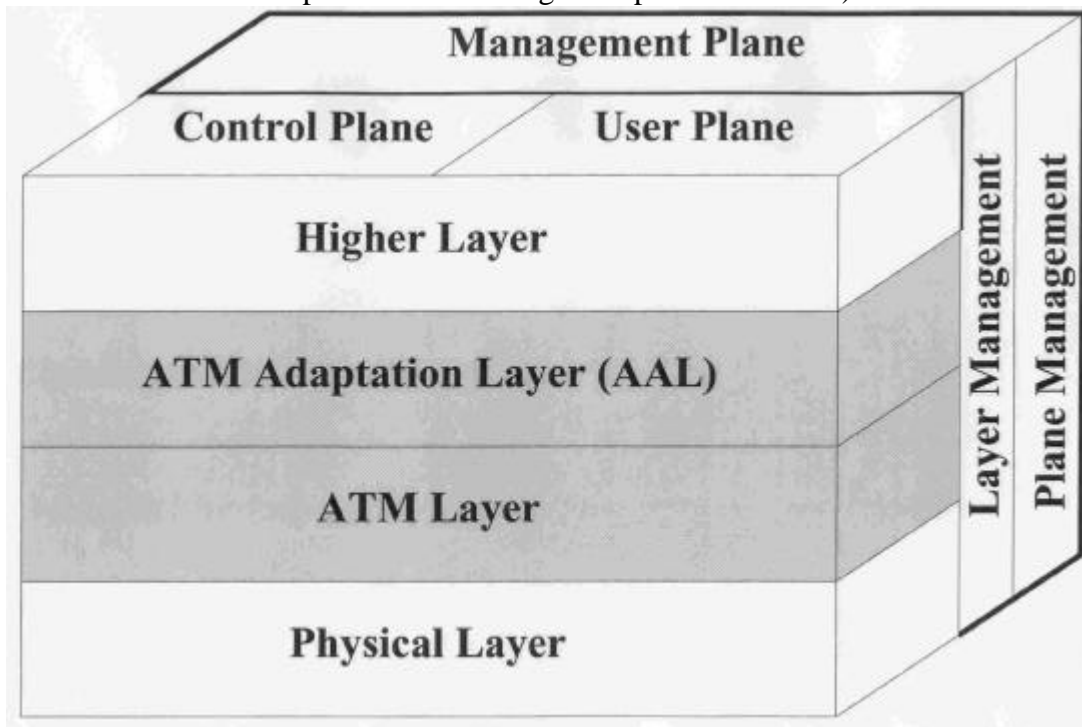 Management Plane
Control Plane
User Plane
Higher Layer
ATM Adaptation Layer (AAL)
ATM Layer
Physical Layer
Layer Management
Plane Management